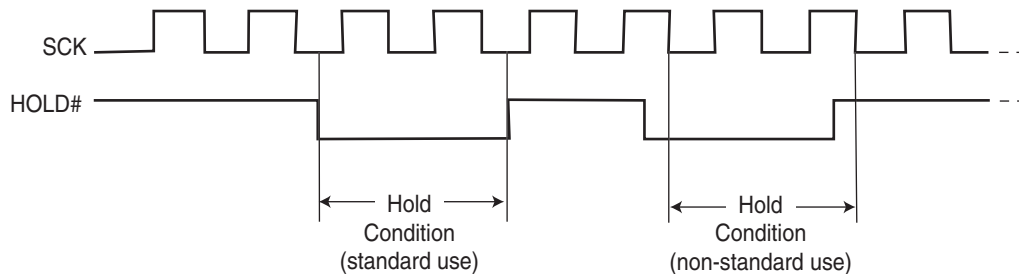 SCK
HOLD#
Hold
Condition
(standard use)
Hold
Condition
(non-standard use)